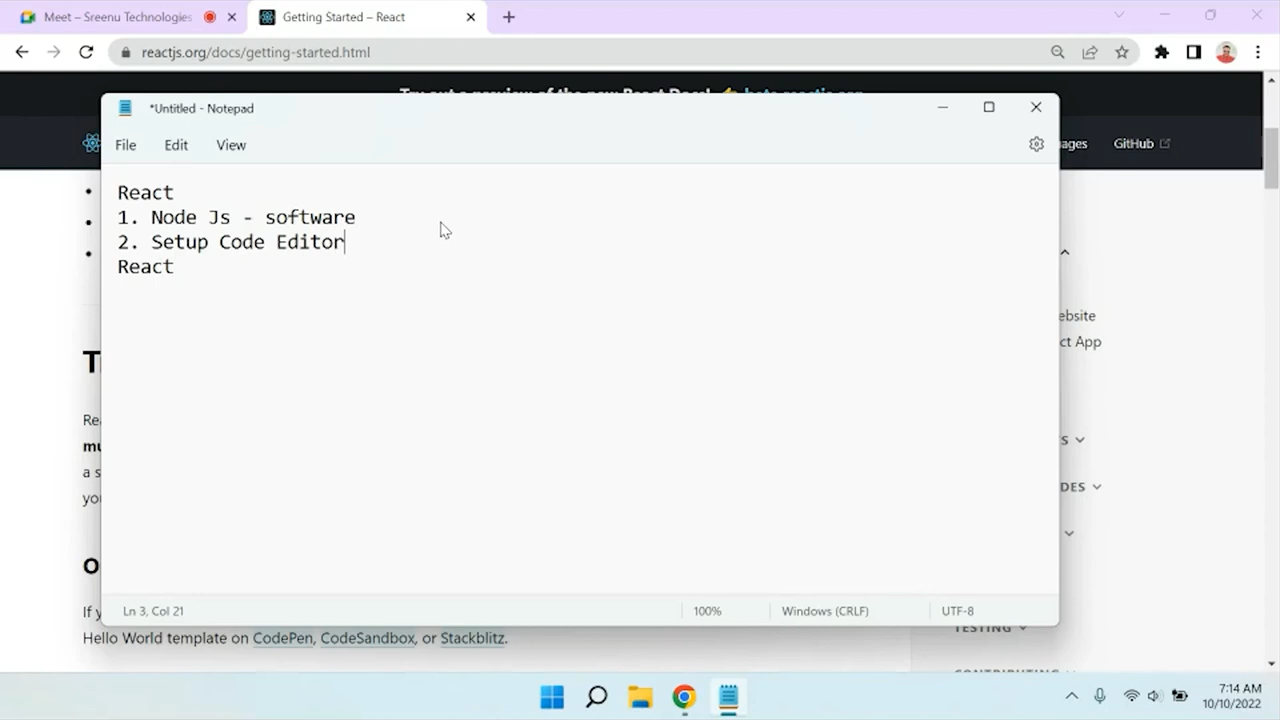 Meet – Sreenu Technologies
Getting Started – React
reactjs.org/docs/getting-started.html
*Untitled - Notepad
GitHub
File
Edit
View
React
1. Node Js - software
2. Setup Code Editor
React
ebsite
ct App
DES
If y
Ln 3, Col 21
100%
Windows (CRLF)
UTF-8
TESTING
Hello World template on CodePen, CodeSandbox, or Stackblitz.
7:14 AM
10/10/2022